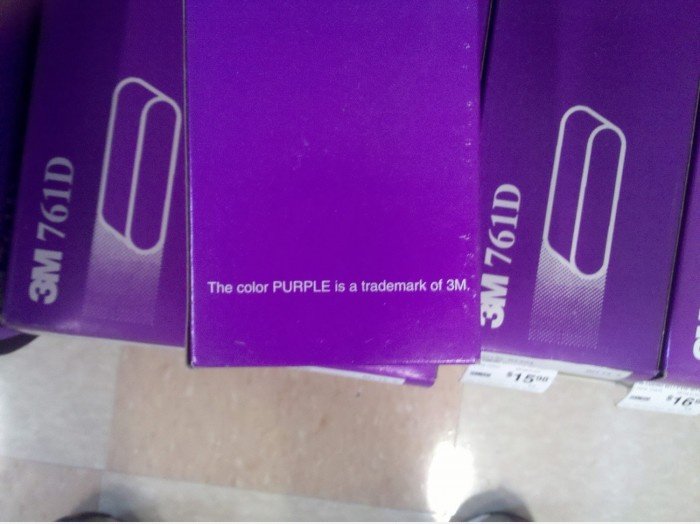 3M 761D
The color PURPLE is a trademark of 3M.
3M 761D
$15
$16